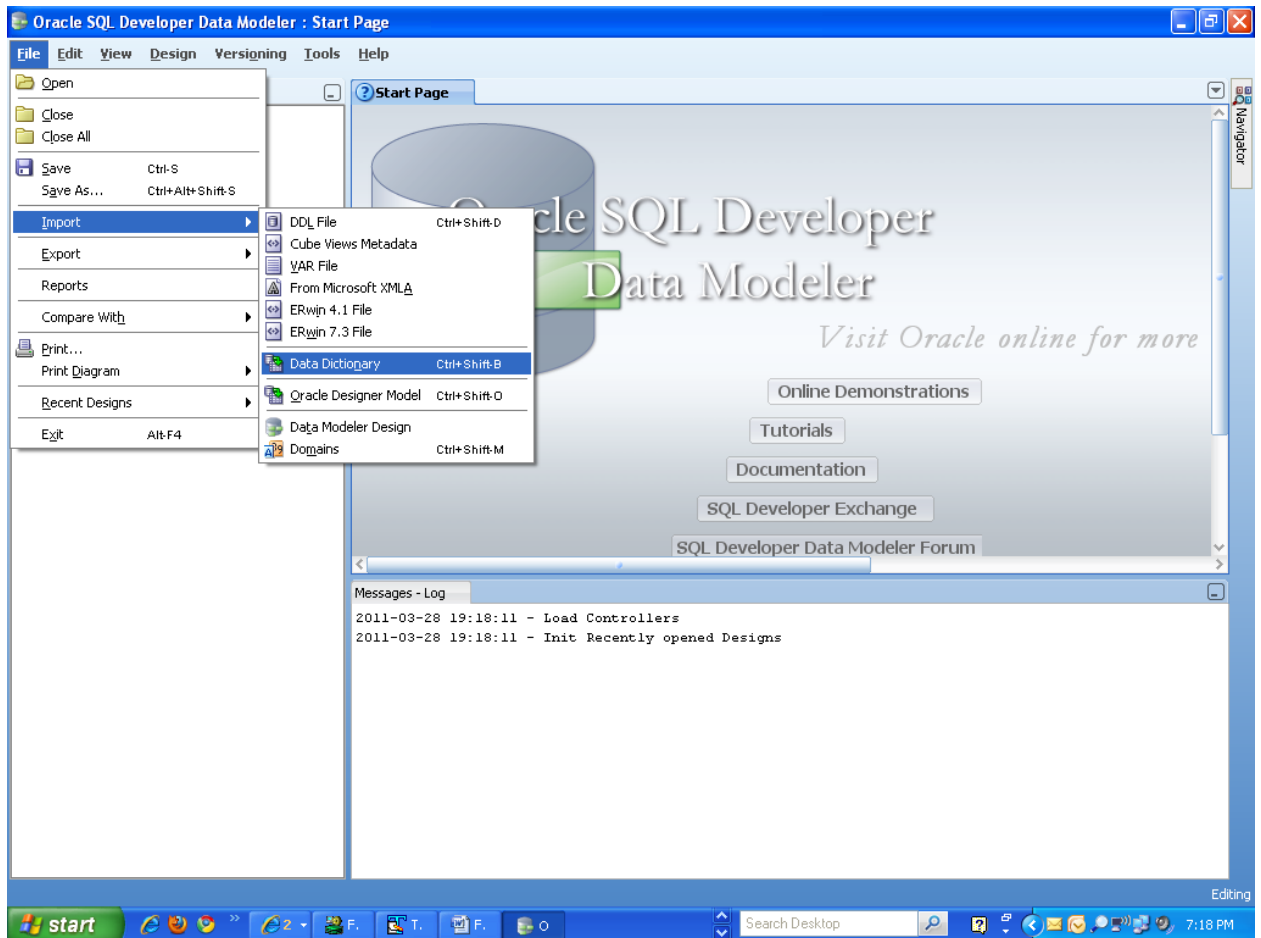 Oracle SQL Developer Data Modeler : Start Page
File Edit View Design Versioning Tools Help
Open
Close
Close All
Save Ctrl-S
Save As... Ctrl+Alt+Shift-S
Import
Export
Reports
Compare With
Print...
Print Diagram
Recent Designs
Exit Alt-F4
DDL File Ctrl+Shift-D
Cube Views Metadata
VAR File
From Microsoft XMLA
ERwin 4.1 File
ERwin 7.3 File
Data Dictionary Ctrl+Shift-B
Oracle Designer Model Ctrl+Shift-O
Data Modeler Design
Domains Ctrl+Shift-M
Start Page
Navigator
Oracle SQL Developer
Data Modeler
Visit Oracle online for more
Online Demonstrations
Tutorials
Documentation
SQL Developer Exchange
SQL Developer Data Modeler Forum
Messages - Log
2011-03-28 19:18:11 - Load Controllers
2011-03-28 19:18:11 - Init Recently opened Designs
Editing
start 2 F. T. F. O Search Desktop 7:18 PM